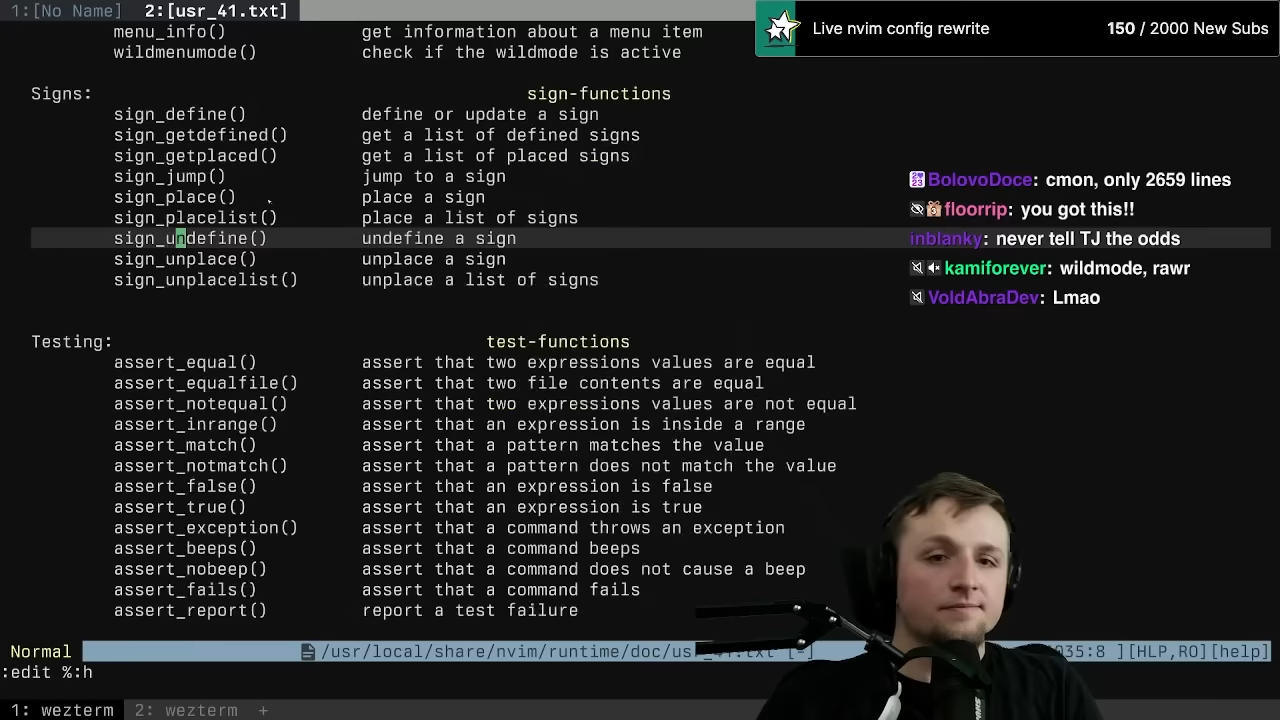 1:[No Name] 2:[usr_41.txt]
Live nvim config rewrite 150 / 2000 New Subs
menu_info() get information about a menu item
wildmenumode() check if the wildmode is active
Signs: sign-functions
sign_define() define or update a sign
sign_getdefined() get a list of defined signs
sign_getplaced() get a list of placed signs
sign_jump() jump to a sign
sign_place() place a sign
sign_placelist() place a list of signs
sign_undefine() undefine a sign
sign_unplace() unplace a sign
sign_unplacelist() unplace a list of signs
BolovoDoce: cmon, only 2659 lines
floorrip: you got this!!
inblanky: never tell TJ the odds
kamiforever: wildmode, rawr
VoldAbraDev: Lmao
Testing: test-functions
assert_equal() assert that two expressions values are equal
assert_equalfile() assert that two file contents are equal
assert_notequal() assert that two expressions values are not equal
assert_inrange() assert that an expression is inside a range
assert_match() assert that a pattern matches the value
assert_notmatch() assert that a pattern does not match the value
assert_false() assert that an expression is false
assert_true() assert that an expression is true
assert_exception() assert that a command throws an exception
assert_beeps() assert that a command beeps
assert_nobeep() assert that a command does not cause a beep
assert_fails() assert that a command fails
assert_report() report a test failure
Normal /usr/local/share/nvim/runtime/doc/usr_41.txt [-] 035:8 ][HLP,RO][help]
:edit %:h
1: wezterm 2: wezterm +